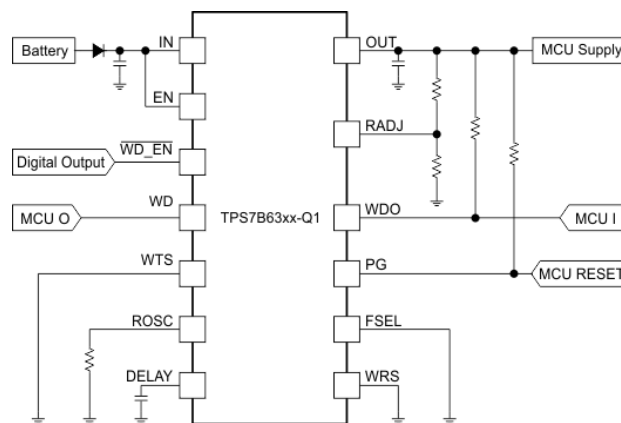 Battery
IN
OUT
MCU Supply
EN
RADJ
Digital Output
WD_EN
MCU O
WD
TPS7B63xx-Q1
WDO
MCU I
WTS
PG
MCU RESET
ROSC
FSEL
DELAY
WRS